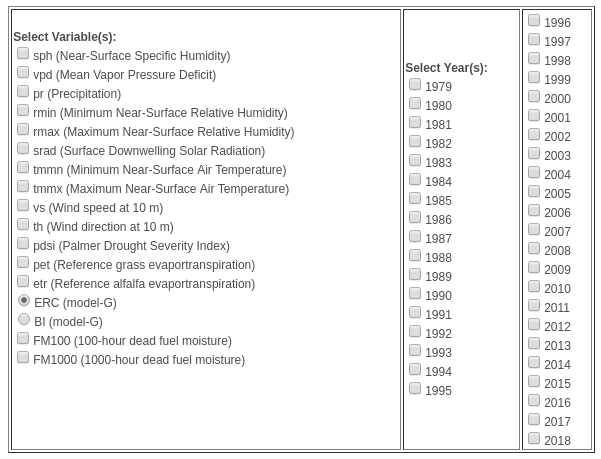 Select Variable(s):
sph (Near-Surface Specific Humidity)
vpd (Mean Vapor Pressure Deficit)
pr (Precipitation)
rmin (Minimum Near-Surface Relative Humidity)
rmax (Maximum Near-Surface Relative Humidity)
srad (Surface Downwelling Solar Radiation)
tmmn (Minimum Near-Surface Air Temperature)
tmmx (Maximum Near-Surface Air Temperature)
vs (Wind speed at 10 m)
th (Wind direction at 10 m)
pdsi (Palmer Drought Severity Index)
pet (Reference grass evaportranspiration)
etr (Reference alfalfa evaportranspiration)
ERC (model-G)
BI (model-G)
FM100 (100-hour dead fuel moisture)
FM1000 (1000-hour dead fuel moisture)
Select Year(s):
1979
1980
1981
1982
1983
1984
1985
1986
1987
1988
1989
1990
1991
1992
1993
1994
1995
1996
1997
1998
1999
2000
2001
2002
2003
2004
2005
2006
2007
2008
2009
2010
2011
2012
2013
2014
2015
2016
2017
2018